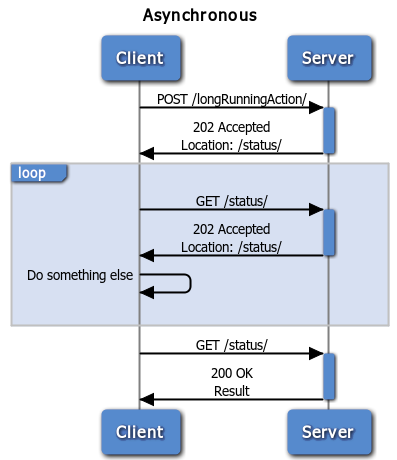 Asynchronous
Client
Server
POST /longRunningAction/
202 Accepted
Location: /status/
loop
GET /status/
202 Accepted
Location: /status/
Do something else
GET /status/
200 OK
Result
Client
Server